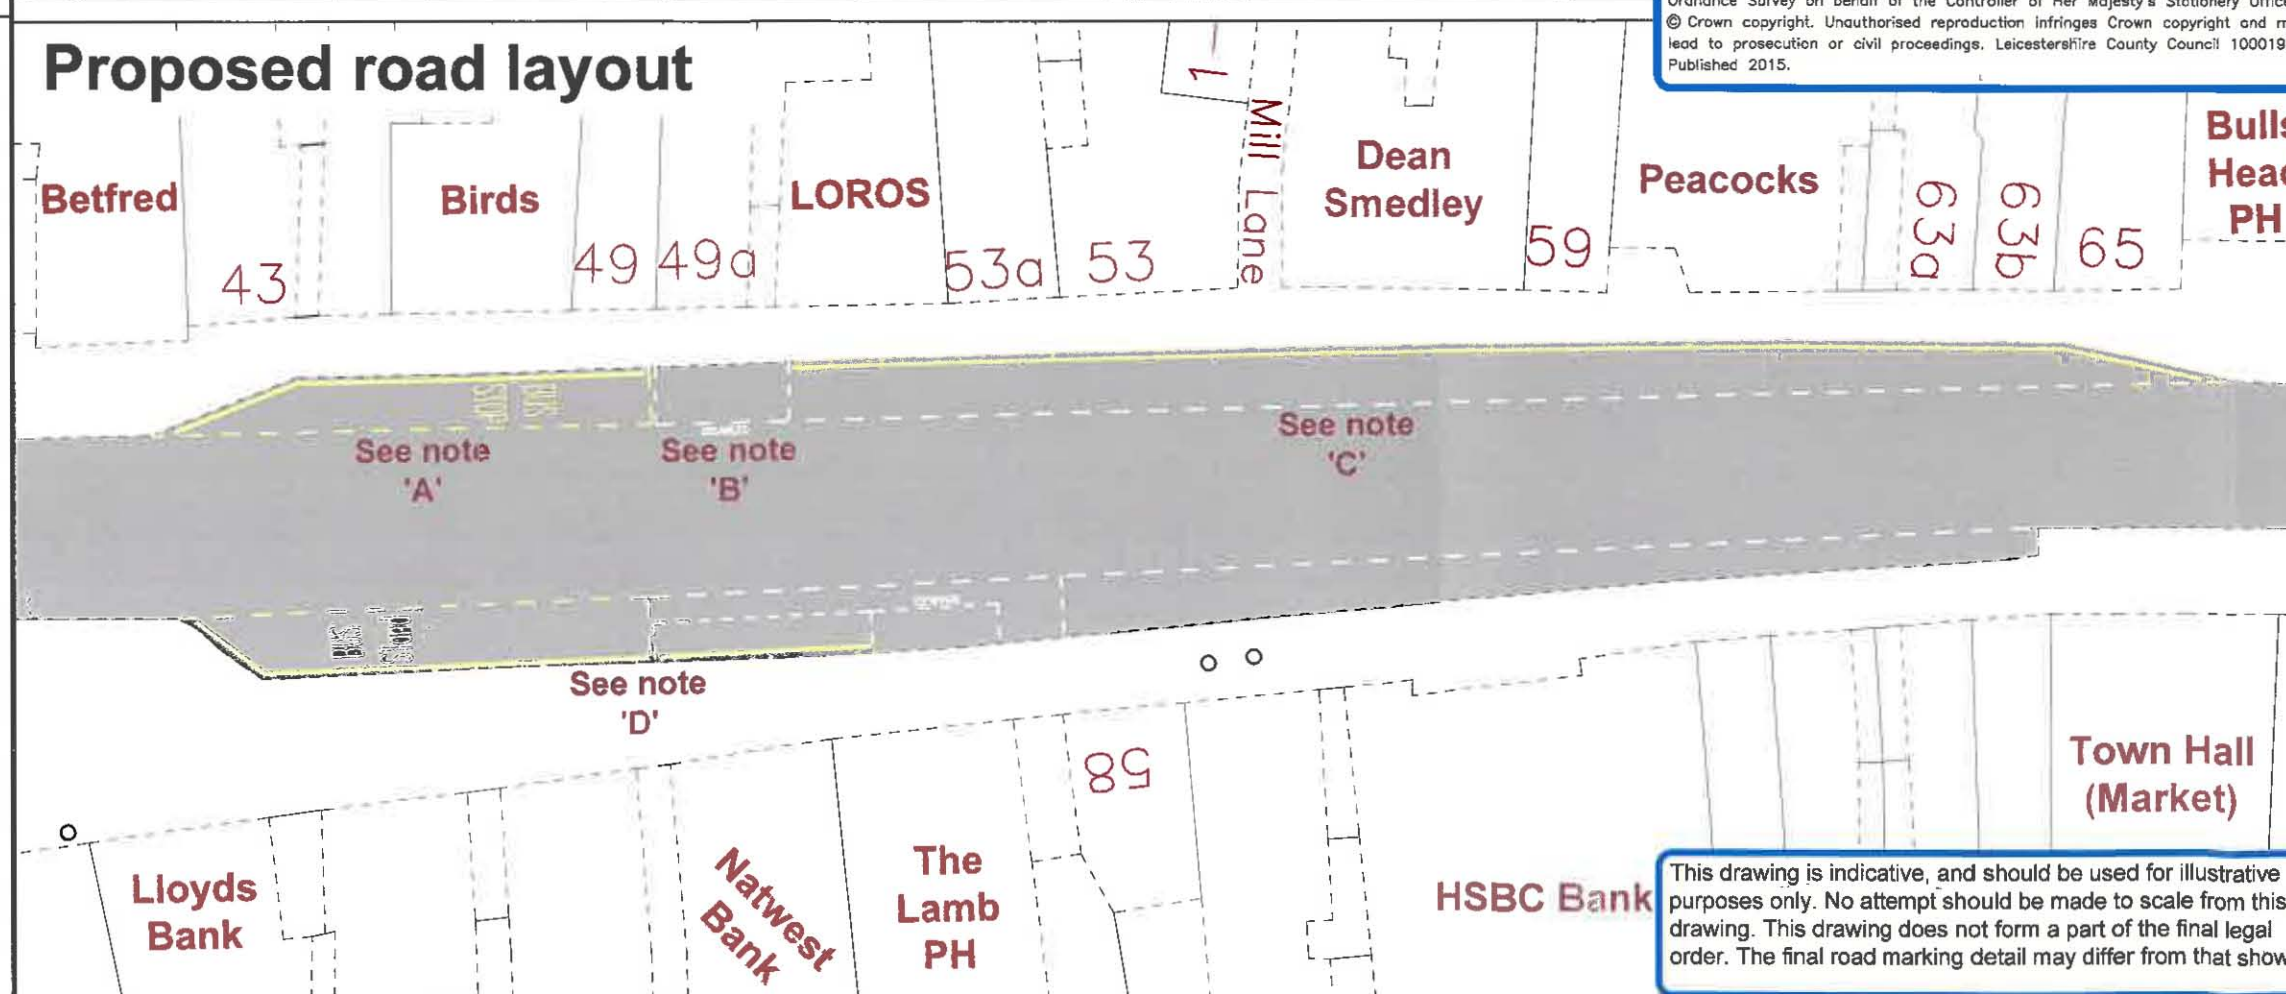 Ordnance Survey on behalf of the Controller of Her Majesty's Stationery Office
© Crown copyright. Unauthorised reproduction infringes Crown copyright and
lead to prosecution or civil proceedings. Leicestershire County Council 100019
Published 2015.
Proposed road layout
Betfred
43
Birds
49
49a
LOROS
53a
53
1
Mill Lane
Dean
Smedley
59
Peacocks
63a
63b
65
Bulls
Head
PH
BUS
STOP
See note
'A'
See note
'B'
See note
'C'
BUS
Stand
See note
'D'
Lloyds
Bank
Natwest
Bank
The
Lamb
PH
58
HSBC Bank
Town Hall
(Market)
This drawing is indicative, and should be used for illustrative
purposes only. No attempt should be made to scale from this
drawing. This drawing does not form a part of the final legal
order. The final road marking detail may differ from that show